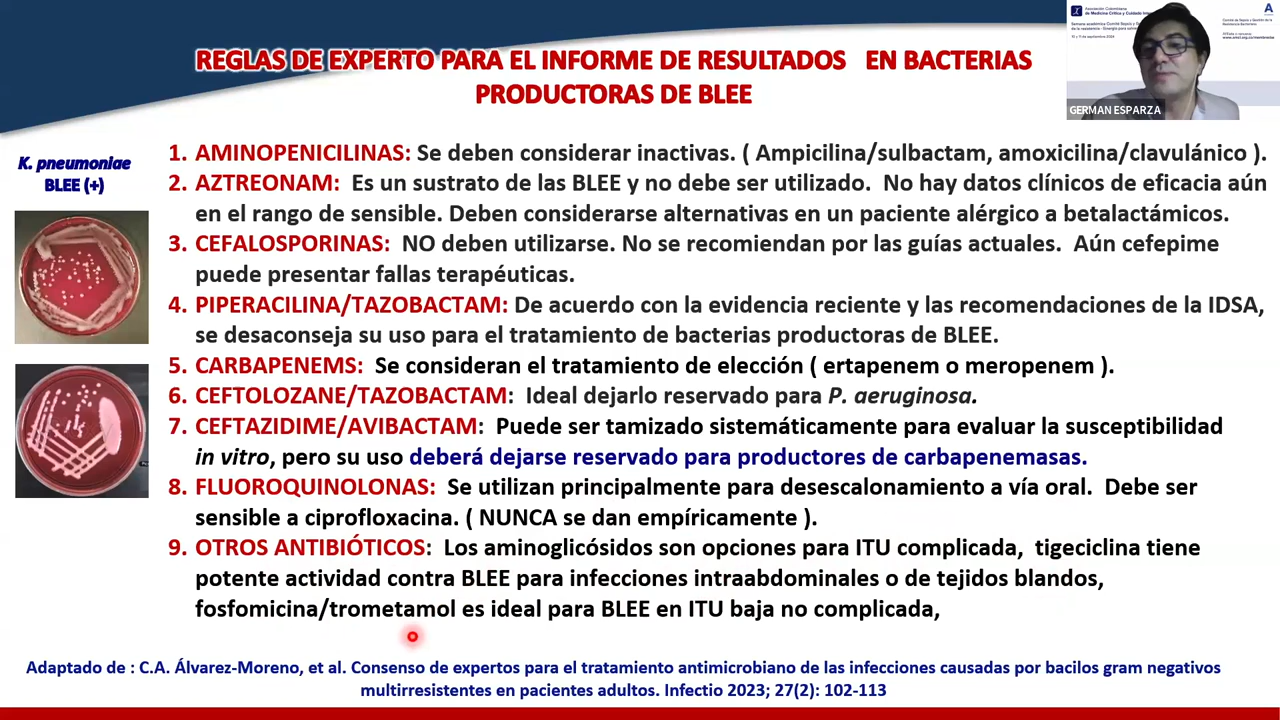 Asociación Colombiana
de Medicina Crítica y Cuidado Intensivo
REGLAS DE EXPERTO PARA EL INFORME DE RESULTADOS EN BACTERIAS
PRODUCTORAS DE BLEE
GERMAN ESPARZA
K. pneumoniae
BLEE (+)
1. AMINOPENICILINAS: Se deben considerar inactivas. ( Ampicilina/sulbactam, amoxicilina/clavulánico ).
2. AZTREONAM: Es un sustrato de las BLEE y no debe ser utilizado. No hay datos clínicos de eficacia aún
en el rango de sensible. Deben considerarse alternativas en un paciente alérgico a betalactámicos.
3. CEFALOSPORINAS: NO deben utilizarse. No se recomiendan por las guías actuales. Aún cefepime
puede presentar fallas terapéuticas.
4. PIPERACILINA/TAZOBACTAM: De acuerdo con la evidencia reciente y las recomendaciones de la IDSA,
se desaconseja su uso para el tratamiento de bacterias productoras de BLEE.
5. CARBAPENEMS: Se consideran el tratamiento de elección ( ertapenem o meropenem ).
6. CEFTOLOZANE/TAZOBACTAM: Ideal dejarlo reservado para P. aeruginosa.
7. CEFTAZIDIME/AVIBACTAM: Puede ser tamizado sistemáticamente para evaluar la susceptibilidad
in vitro, pero su uso deberá dejarse reservado para productores de carbapenemasas.
8. FLUOROQUINOLONAS: Se utilizan principalmente para desescalonamiento a vía oral. Debe ser
sensible a ciprofloxacina. ( NUNCA se dan empíricamente ).
9. OTROS ANTIBIÓTICOS: Los aminoglicósidos son opciones para ITU complicada, tigeciclina tiene
potente actividad contra BLEE para infecciones intraabdominales o de tejidos blandos,
fosfomicina/trometamol es ideal para BLEE en ITU baja no complicada,
Adaptado de : C.A. Álvarez-Moreno, et al. Consenso de expertos para el tratamiento antimicrobiano de las infecciones causadas por bacilos gram negativos
multirresistentes en pacientes adultos. Infectio 2023; 27(2): 102-113